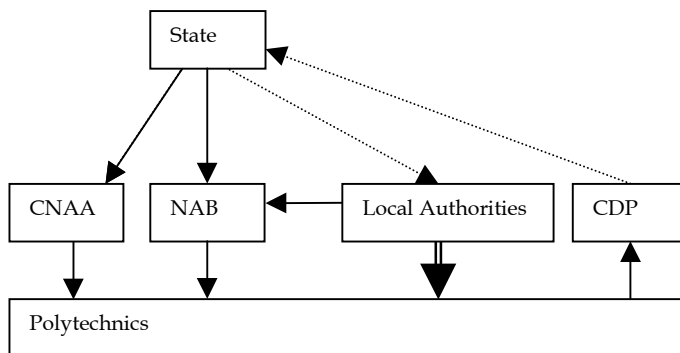 State
CNAA
NAB
Local Authorities
CDP
Polytechnics